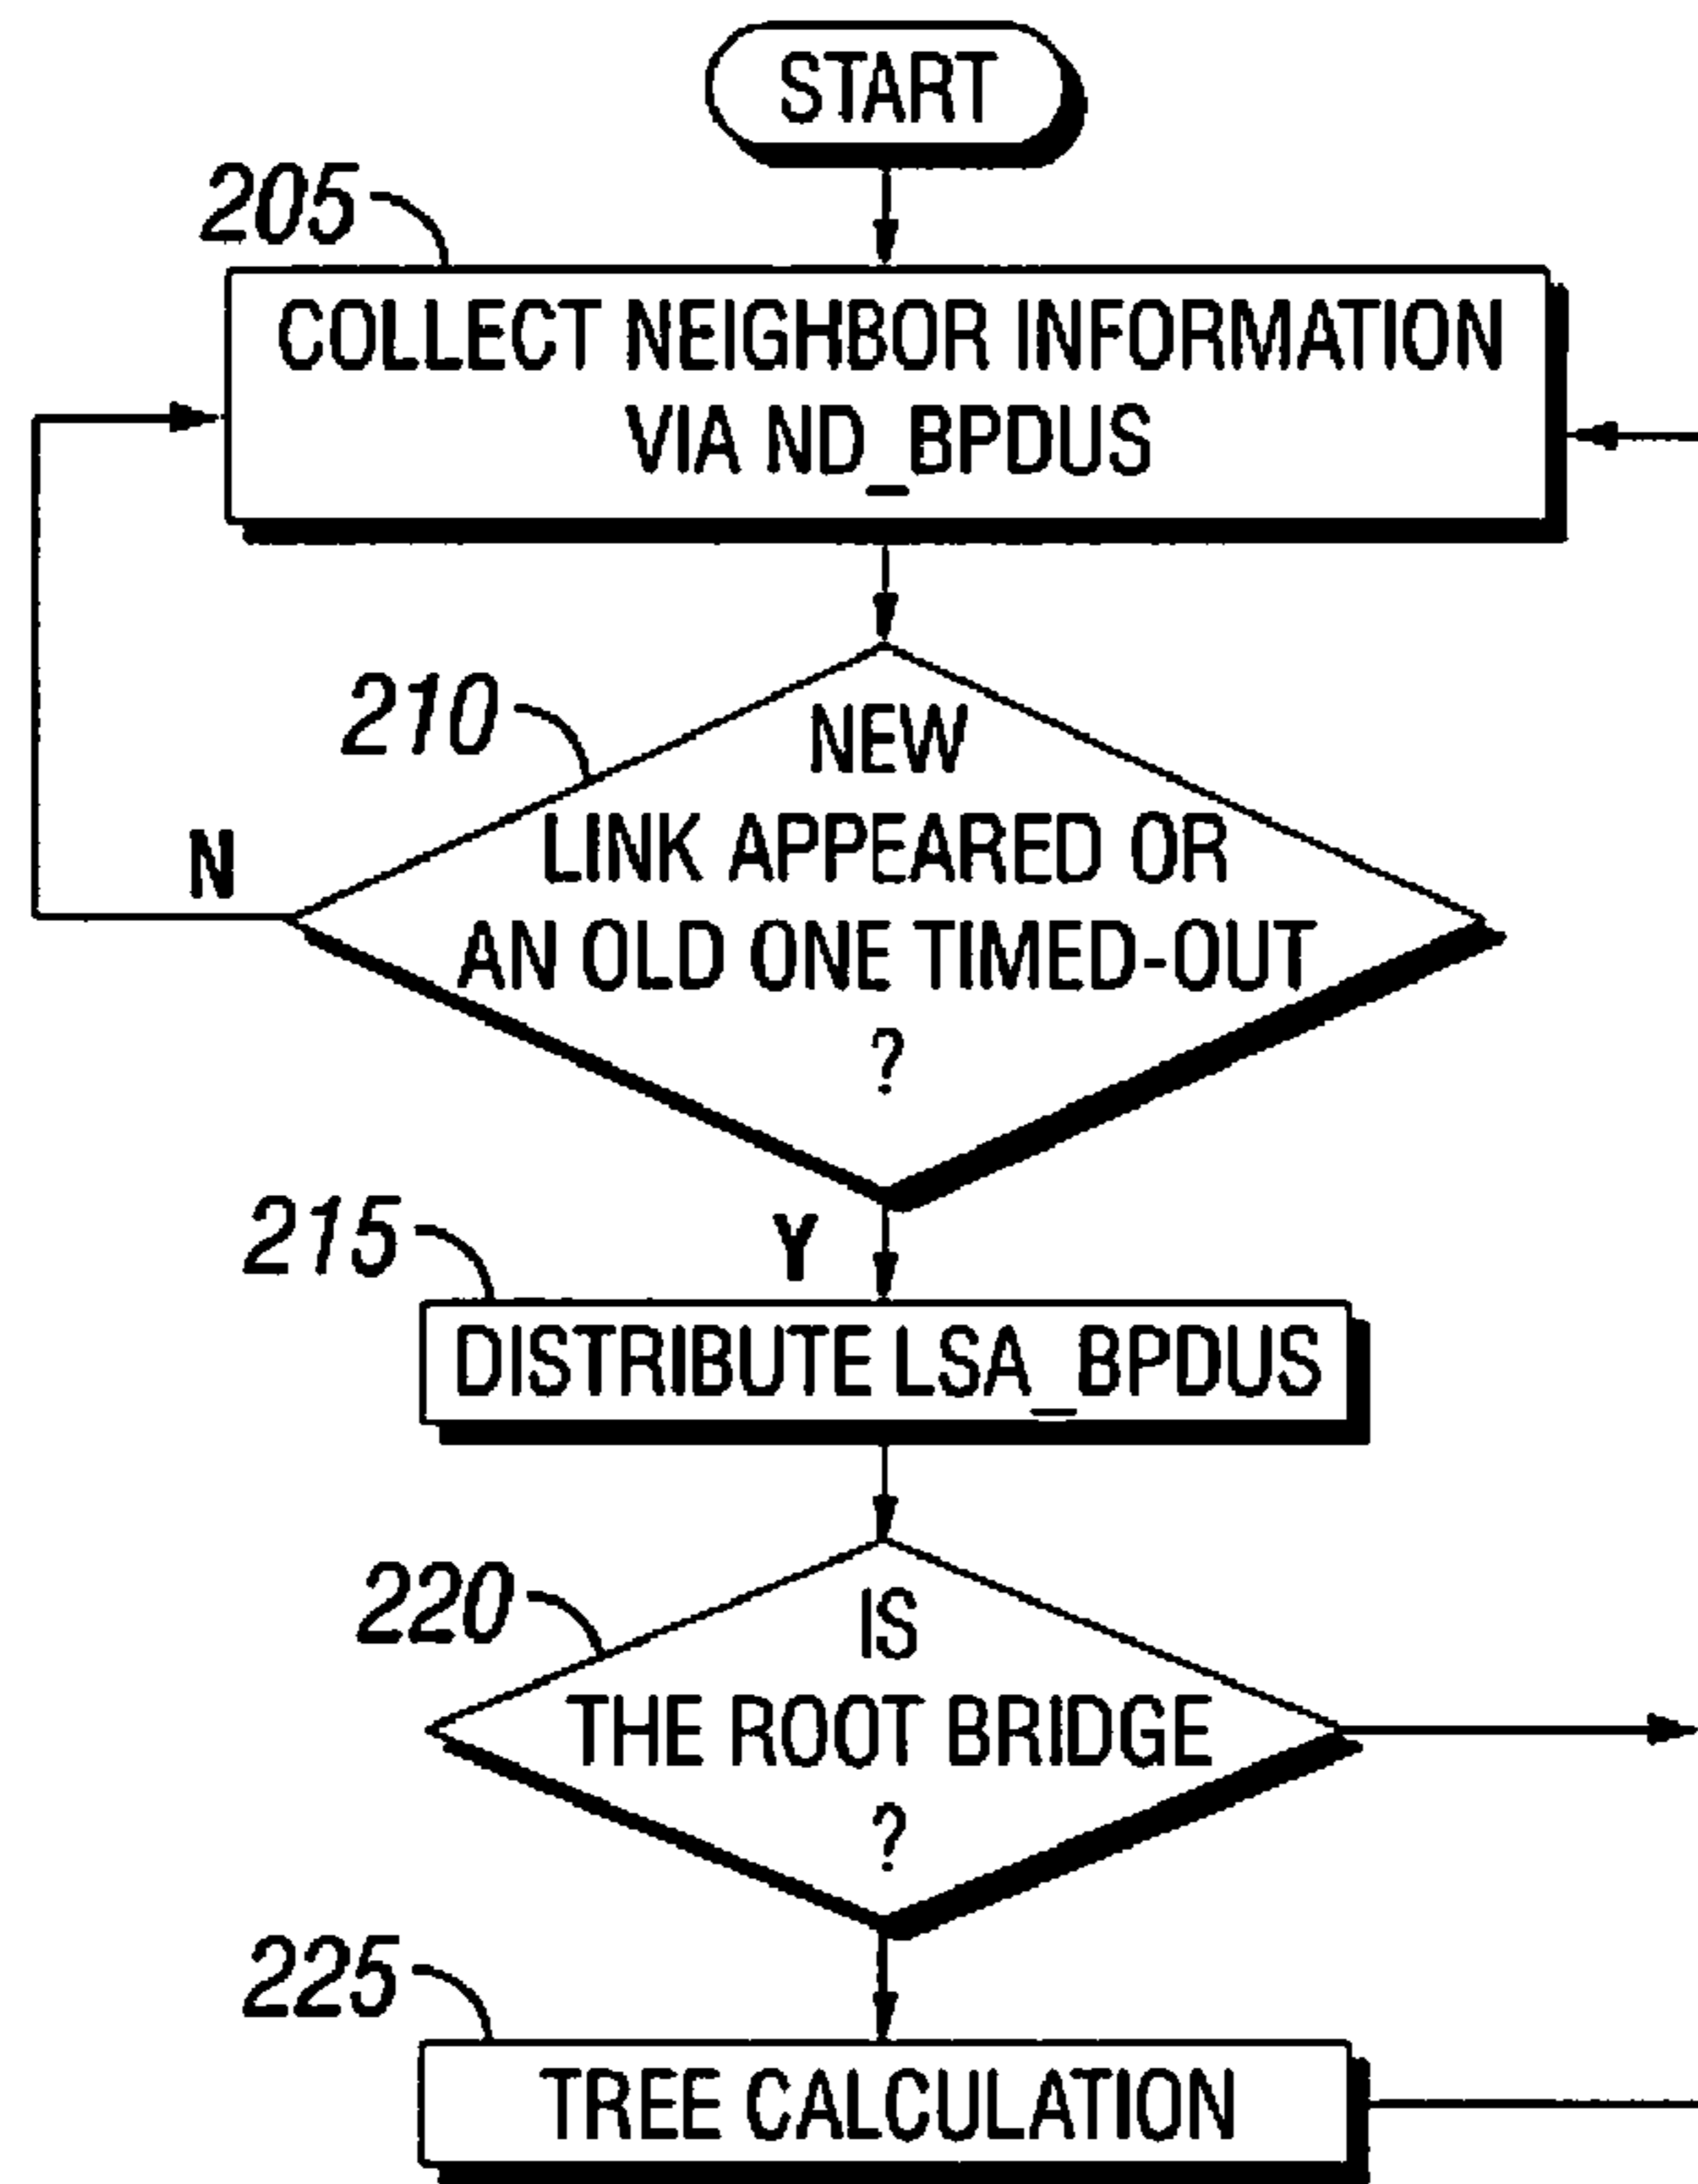 START
205
COLLECT NEIGHBOR INFORMATION
VIA ND_BPDUS
210
NEW
LINK APPEARED OR
AN OLD ONE TIMED-OUT
?
N
Y
215
DISTRIBUTE LSA_BPDUS
220
IS
THE ROOT BRIDGE
?
225
TREE CALCULATION